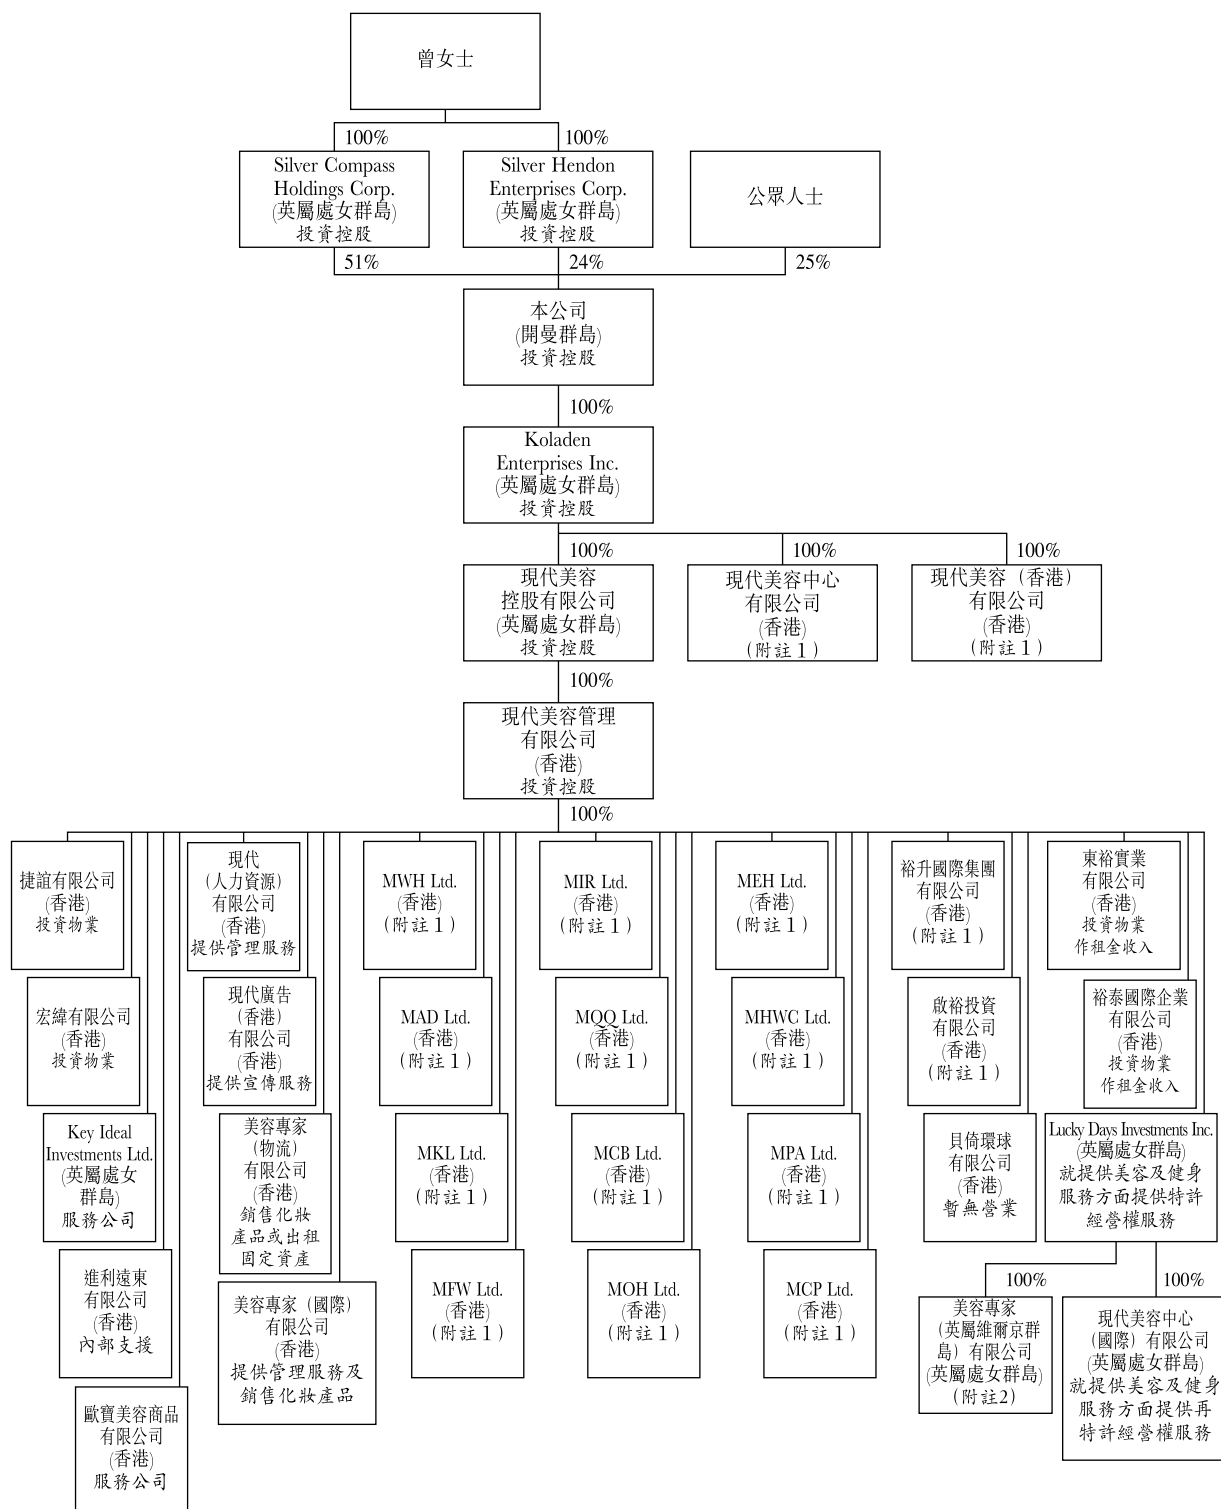 曾女士
100%
100%
Silver Compass
Holdings Corp.
(英屬處女群島)
投資控股
Silver Hendon
Enterprises Corp.
(英屬處女群島)
投資控股
公眾人士
51%
24%
25%
本公司
(開曼群島)
投資控股
100%
Koladen
Enterprises Inc.
(英屬處女群島)
投資控股
100%
100%
100%
現代美容
控股有限公司
(英屬處女群島)
投資控股
現代美容中心
有限公司
(香港)
(附註1)
現代美容(香港)
有限公司
(香港)
(附註1)
100%
現代美容管理
有限公司
(香港)
投資控股
100%
捷誼有限公司
(香港)
投資物業
現代
(人力資源)
有限公司
(香港)
提供管理服務
MWH Ltd.
(香港)
(附註1)
MIR Ltd.
(香港)
(附註1)
MEH Ltd.
(香港)
(附註1)
裕升國際集團
有限公司
(香港)
(附註1)
東裕實業
有限公司
(香港)
投資物業
作租金收入
宏緯有限公司
(香港)
投資物業
現代廣告
(香港)
有限公司
(香港)
提供宣傳服務
MAD Ltd.
(香港)
(附註1)
MQQ Ltd.
(香港)
(附註1)
MHWC Ltd.
(香港)
(附註1)
啟裕投資
有限公司
(香港)
(附註1)
裕泰國際企業
有限公司
(香港)
投資物業
作租金收入
Key Ideal
Investments Ltd.
(英屬處女
群島)
服務公司
美容專家
(物流)
有限公司
(香港)
銷售化妝
產品或出租
固定資產
MKL Ltd.
(香港)
(附註1)
MCB Ltd.
(香港)
(附註1)
MPA Ltd.
(香港)
(附註1)
貝倚環球
有限公司
(香港)
暫無營業
Lucky Days Investments Inc.
(英屬處女群島)
就提供美容及健身
服務方面提供特許
經營權服務
進利遠東
有限公司
(香港)
內部支援
美容專家(國際)
有限公司
(香港)
提供管理服務及
銷售化妝產品
MFW Ltd.
(香港)
(附註1)
MOH Ltd.
(香港)
(附註1)
MCP Ltd.
(香港)
(附註1)
100%
100%
美容專家
(英屬維爾京群
島)有限公司
(英屬處女群島)
(附註2)
現代美容中心
(國際)有限公司
(英屬處女群島)
就提供美容及健身
服務方面提供再
特許經營權服務
歐寶美容商品
有限公司
(香港)
服務公司